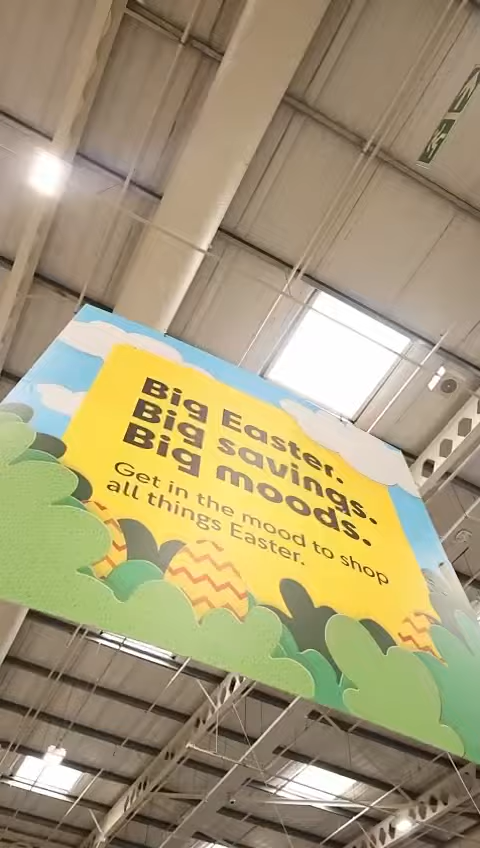 Big Easter.
Big savings.
Big moods.
Get in the mood to shop
all things Easter.